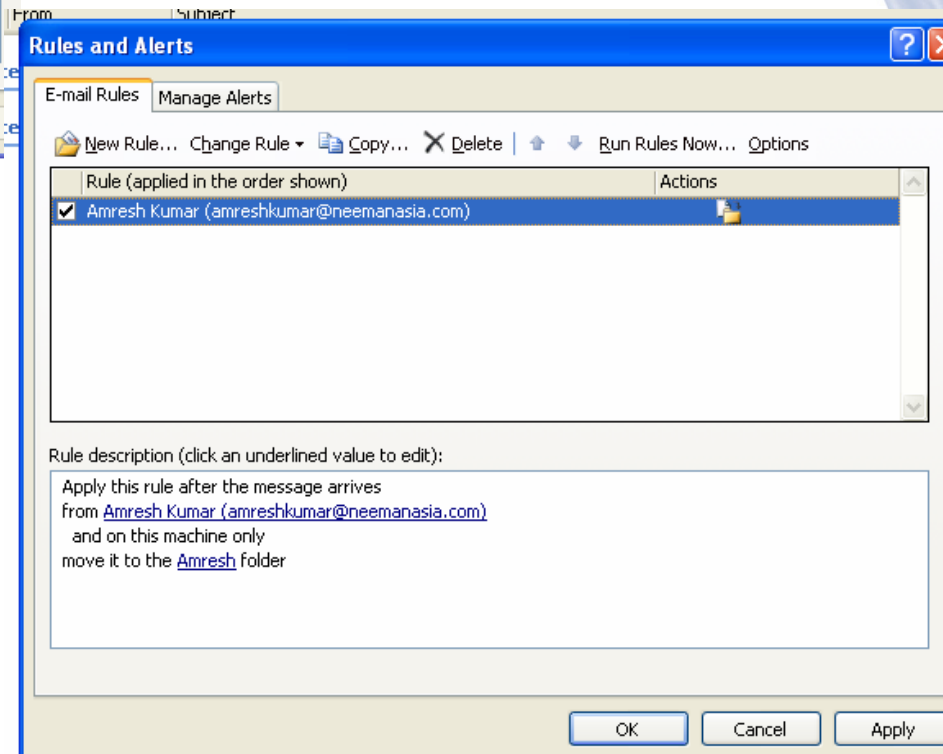 From Subject
Rules and Alerts
te
E-mail Rules Manage Alerts
te
New Rule... Change Rule Copy... Delete Run Rules Now... Options
Rule (applied in the order shown) Actions
Amresh Kumar (amreshkumar@neemanasia.com)
Rule description (click an underlined value to edit):
Apply this rule after the message arrives
from Amresh Kumar (amreshkumar@neemanasia.com)
and on this machine only
move it to the Amresh folder
OK Cancel Apply